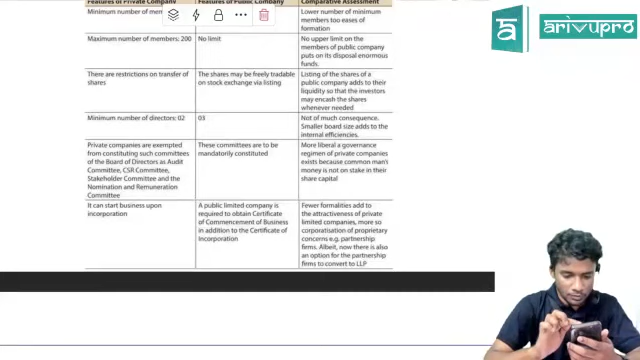 Features of Private Company
Features of Public Company
Comparative Assessment
Minimum number of
Lower number of minimum
members too eases of
formation
Maximum number of members: 200
No limit
No upper limit on the
members of public company
puts on its disposal enormous
funds.
There are restrictions on transfer of
shares
The shares may be freely tradable
on stock exchange via listing
Listing of the shares of a
public company adds to their
liquidity so that the investors
may encash the shares
whenever needed
Minimum number of directors: 02
03
Not of much consequence.
Smaller board size adds to the
internal efficiencies.
Private companies are exempted
from constituting such committees
of the Board of Directors as Audit
Committee, CSR Committee,
Stakeholder Committee and the
Nomination and Remuneration
Committee
These committees are to be
mandatorily constituted
More liberal a governance
regimen of private companies
exists because common man's
money is not on stake in their
share capital
It can start business upon
incorporation
A public limited company is
required to obtain Certificate
of Commencement of Business
in addition to the Certificate of
Incorporation
Fewer formalities add to
the attractiveness of private
limited companies, more so
corporatisation of proprietary
concerns e.g. partnership
firms. Albeit, now there is also
an option for the partnership
firms to convert to LLP
arivupro